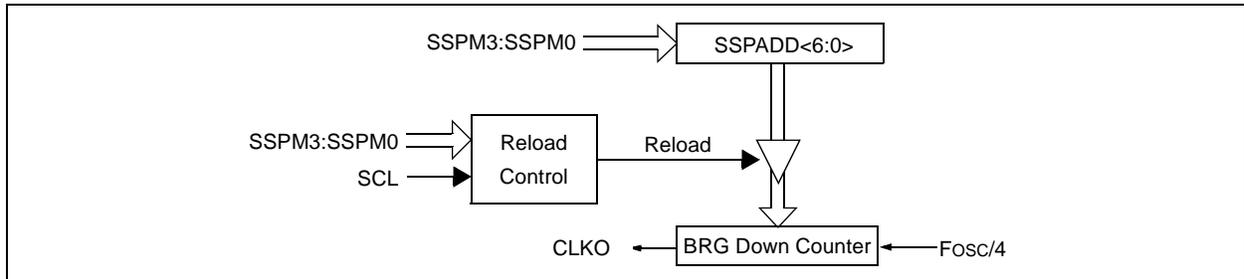 SSPM3:SSPM0
SSPADD<6:0>
SSPM3:SSPM0
SCL
Reload
Control
Reload
CLKO
BRG Down Counter
FOSC/4